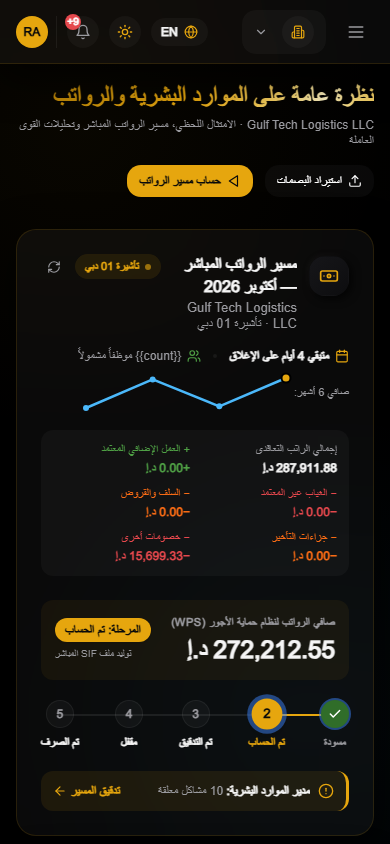 RA
+9
EN
نظرة عامة على الموارد البشرية والرواتب
Gulf Tech Logistics LLC · الامتثال اللحظي، مسير الرواتب المباشر وتحليلات القوى العاملة
استيراد البصمات
حساب مسير الرواتب
مسير الرواتب المباشر — أكتوبر 2026
Gulf Tech Logistics LLC · تأشيرة 01 دبي
تأشيرة 01 دبي
متبقي 4 أيام على الإغلاق
{{count}} موظفاً مشمولاً
صافي 6 أشهر:
إجمالي الراتب التعاقدي
287,911.88 د.إ
+ العمل الإضافي المعتمد
+0.00 د.إ
− الغياب غير المعتمد
−0.00 د.إ
− السلف والقروض
−0.00 د.إ
− جزاءات التأخير
−0.00 د.إ
− خصومات أخرى
−15,699.33 د.إ
صافي الرواتب لنظام حماية الأجور (WPS)
272,212.55 د.إ
المرحلة: تم الحساب
توليد ملف SIF المباشر
مسودة
2
تم الحساب
3
تم التدقيق
4
مقفل
5
تم الصرف
مدير الموارد البشرية: 10 مشاكل معلقة
تدقيق المسير